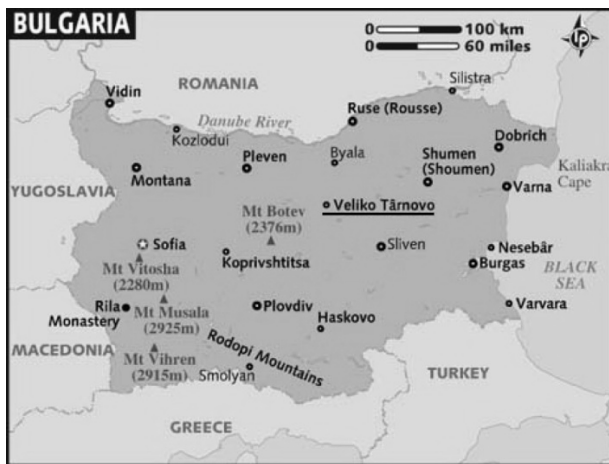 BULGARIA
0 100 km
0 60 miles
lp
ROMANIA
Silistra
Vidin
Danube River
Ruse (Rousse)
Kozlodui
Dobrich
Pleven
Byala
Shumen
(Shoumen)
Kaliakra
Cape
Montana
YUGOSLAVIA
Varna
Veliko Târnovo
Mt Botev
(2376m)
Sofia
Sliven
Nesebâr
Koprivshtitsa
Burgas
Mt Vitosha
(2280m)
BLACK
SEA
Rila
Monastery
Mt Musala
(2925m)
Plovdiv
Varvara
Haskovo
MACEDONIA
Mt Vihren
(2915m)
Rodopi Mountains
Smolyan
TURKEY
GREECE